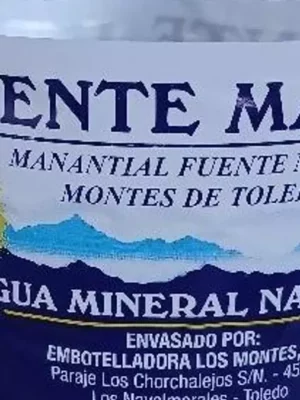 ENTE MA
MANANTIAL FUENTE
MONTES DE TOLE
GUA MINERAL NA
ENVASADO POR:
EMBOTELLADORA LOS MONTES,
Paraje Los Chorchalejos S/N. - 45
Los Navalmorales - Toledo